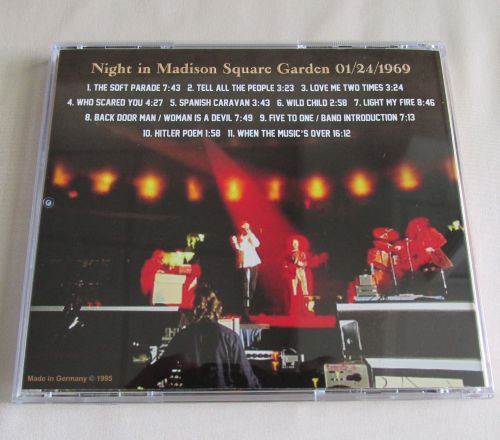 Night in Madison Square Garden 01/24/1969
1. THE SOFT PARADE 7:43 2. TELL ALL THE PEOPLE 3:23 3. LOVE ME TWO TIMES 3:24
4. WHO SCARED YOU 4:27 5. SPANISH CARAVAN 3:43 6. WILD CHILD 2:58 7. LIGHT MY FIRE 8:46
8. BACK DOOR MAN / WOMAN IS A DEVIL 7:49 9. FIVE TO ONE / BAND INTRODUCTION 7:13
10. HITLER POEM 1:58 11. WHEN THE MUSIC'S OVER 16:12
Made in Germany © 1995